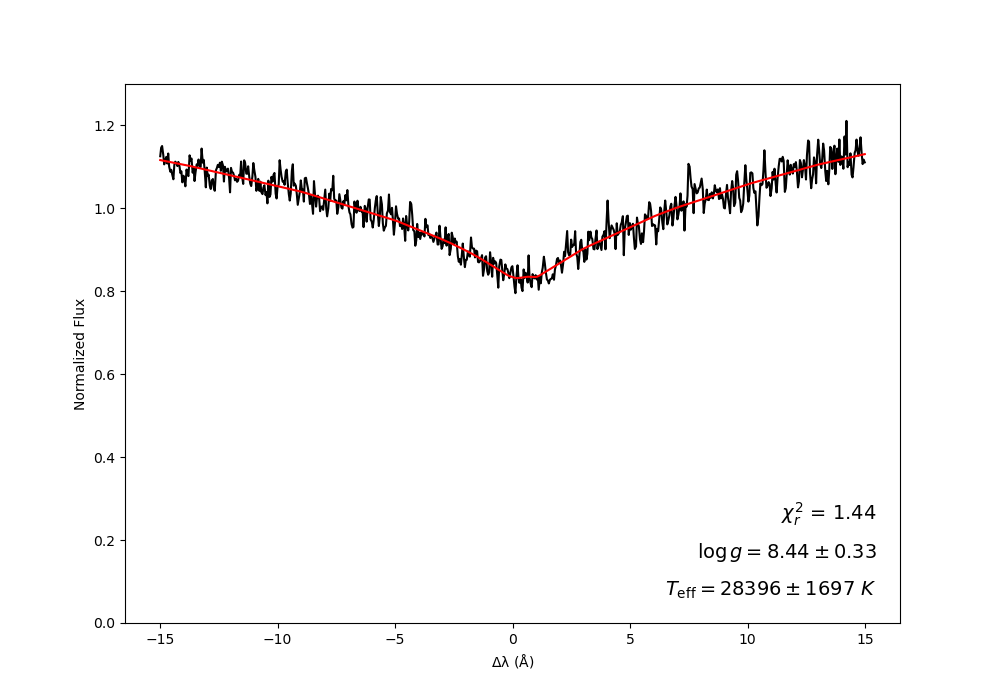 1.2
1.0
0.8
0.6
0.4
0.2
0.0
Normalized Flux
χ²ᵣ = 1.44
log g = 8.44 ± 0.33
T_eff = 28396 ± 1697 K
−15 −10 −5 0 5 10 15
Δλ (Å)